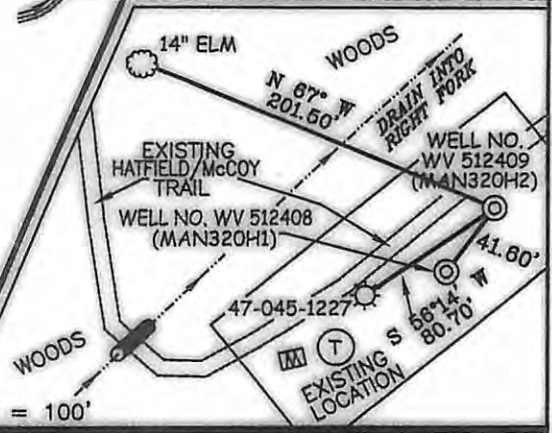 14" ELM
WOODS
N 67° W
201.50'
DRAIN INTO
RIGHT FORK
EXISTING
HATFIELD/McCOY
TRAIL
WELL NO.
WV 512409
(MAN320H2)
WELL NO. WV 512408
(MAN320H1)
41.80'
47-045-1227
S 56°14' W
80.70'
M
T
EXISTING
LOCATION
WOODS
= 100'